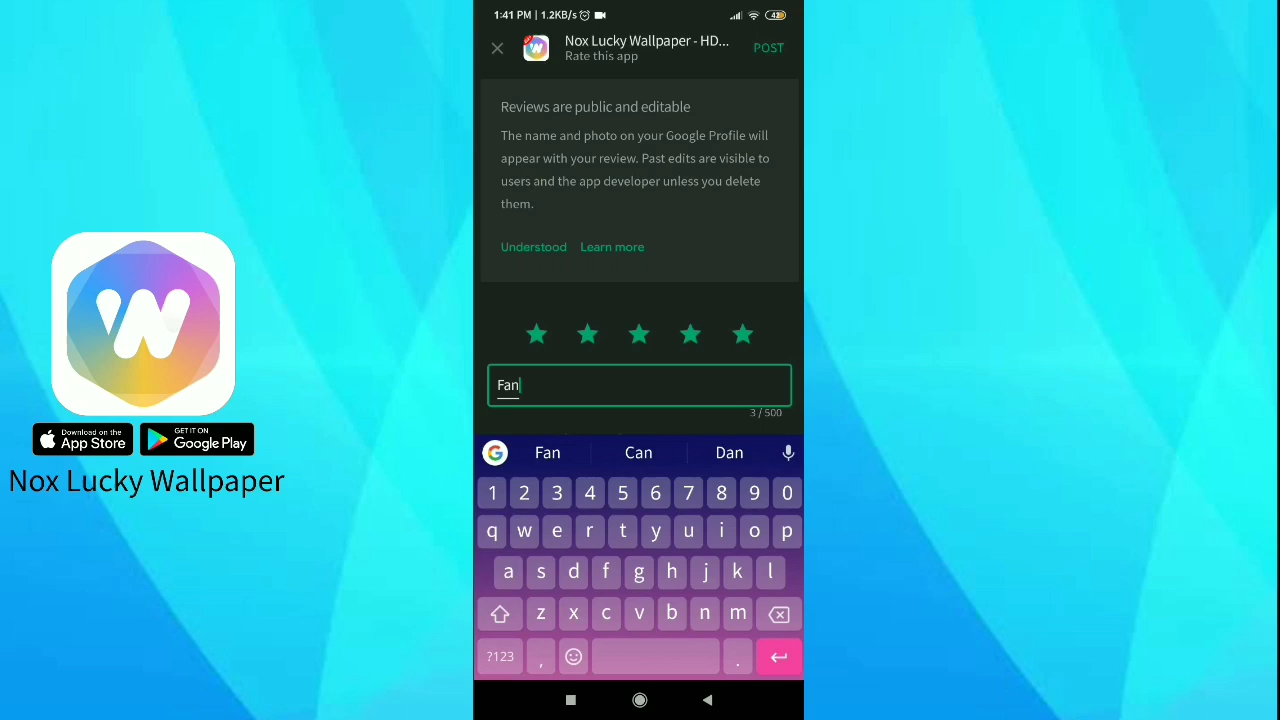 1:41 PM | 1.2KB/s
42
Nox Lucky Wallpaper - HD...
Rate this app
POST
Reviews are public and editable
The name and photo on your Google Profile will
appear with your review. Past edits are visible to
users and the app developer unless you delete
them.
Understood Learn more
Fan
3 / 500
G Fan Can Dan
1 2 3 4 5 6 7 8 9 0
q w e r t y u i o p
a s d f g h j k l
z x c v b n m
?123 , .
W
Download on the
App Store
GET IT ON
Google Play
Nox Lucky Wallpaper